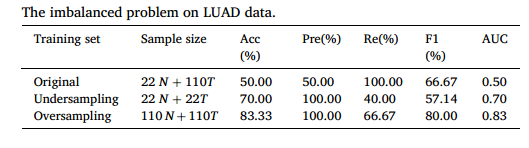 The imbalanced problem on LUAD data.
Training set Sample size Acc (%) Pre(%) Re(%) F1 (%) AUC
Original 22 N + 110T 50.00 50.00 100.00 66.67 0.50
Undersampling 22 N + 22T 70.00 100.00 40.00 57.14 0.70
Oversampling 110 N + 110T 83.33 100.00 66.67 80.00 0.83